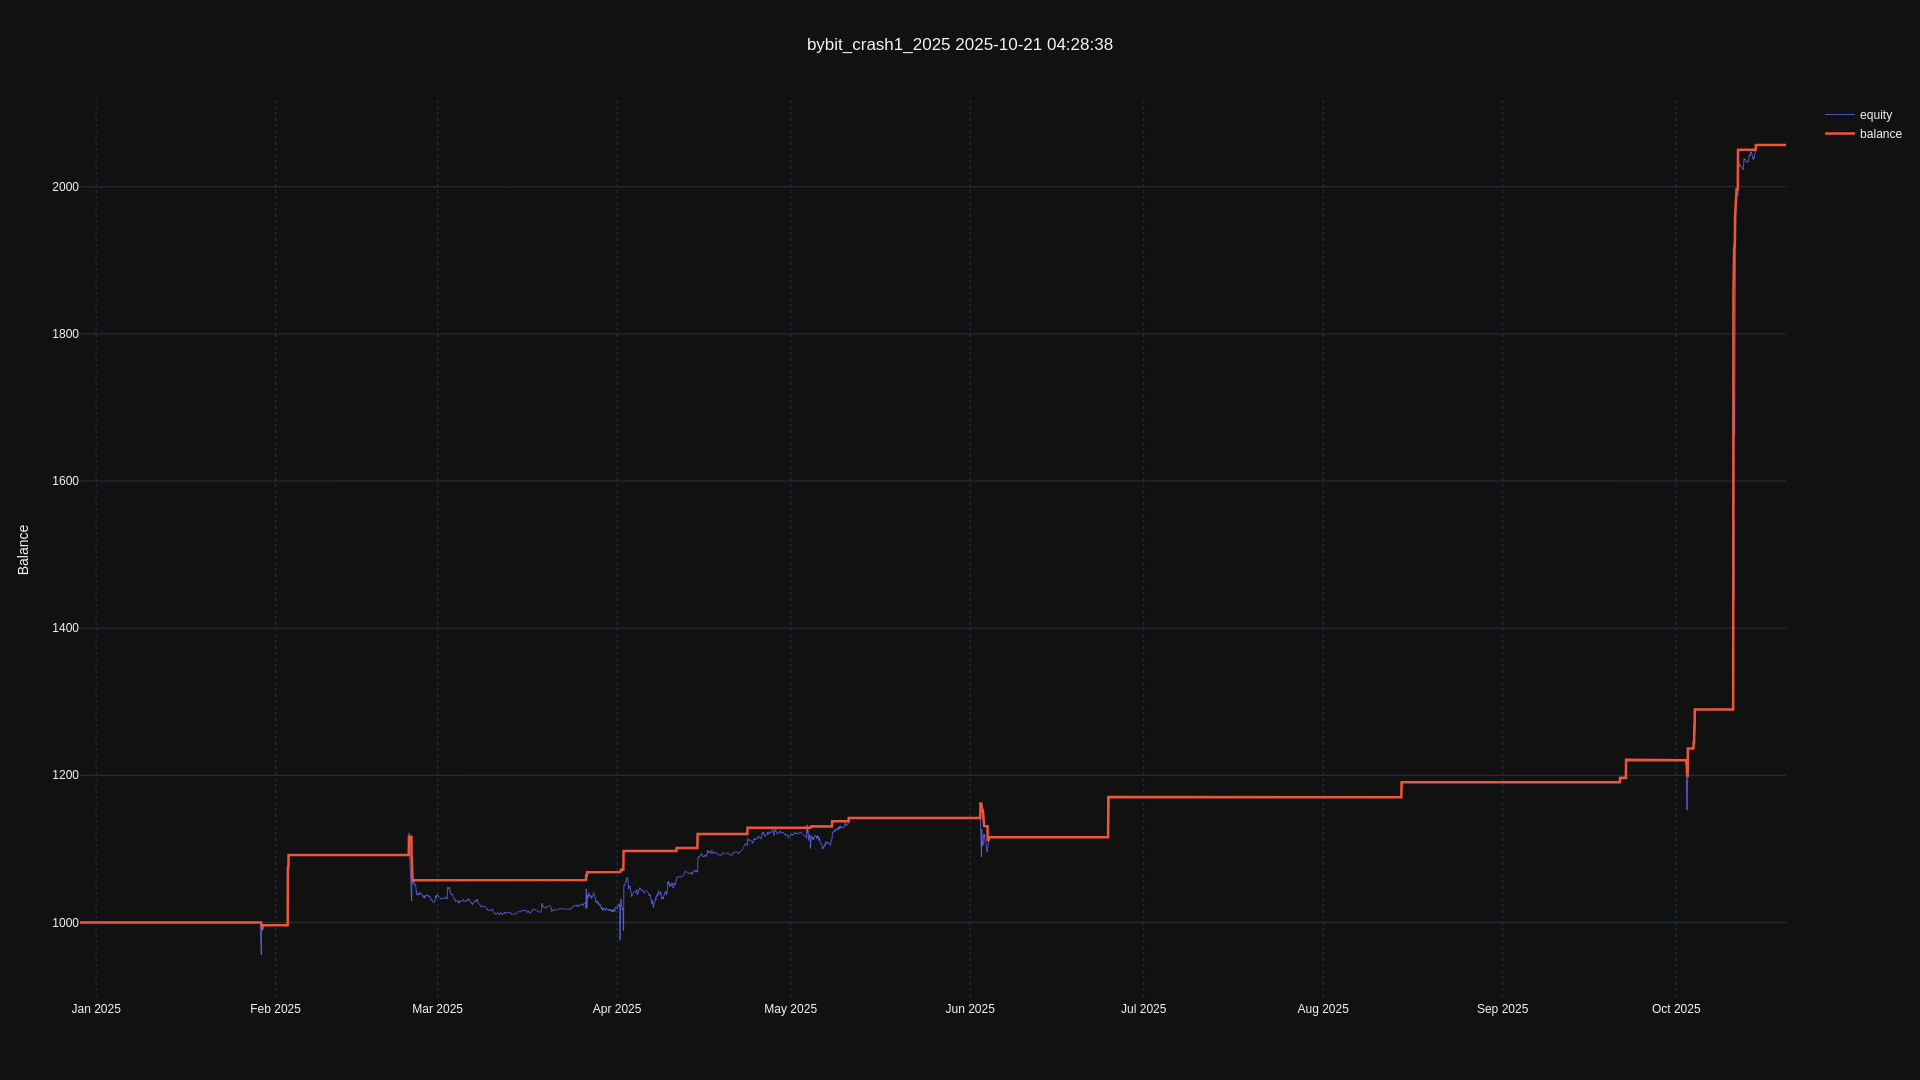 bybit_crash1_2025 2025-10-21 04:28:38
equity
balance
Balance
2000
1800
1600
1400
1200
1000
Jan 2025
Feb 2025
Mar 2025
Apr 2025
May 2025
Jun 2025
Jul 2025
Aug 2025
Sep 2025
Oct 2025